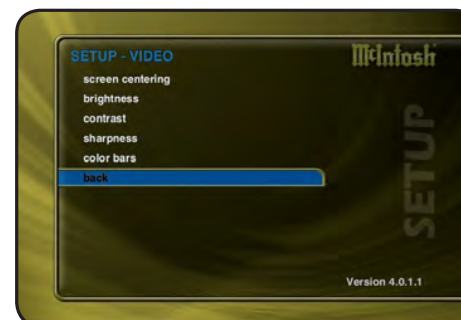 SETUP - VIDEO
McIntosh
screen centering
brightness
contrast
sharpness
color bars
back
SETUP
Version 4.0.1.1